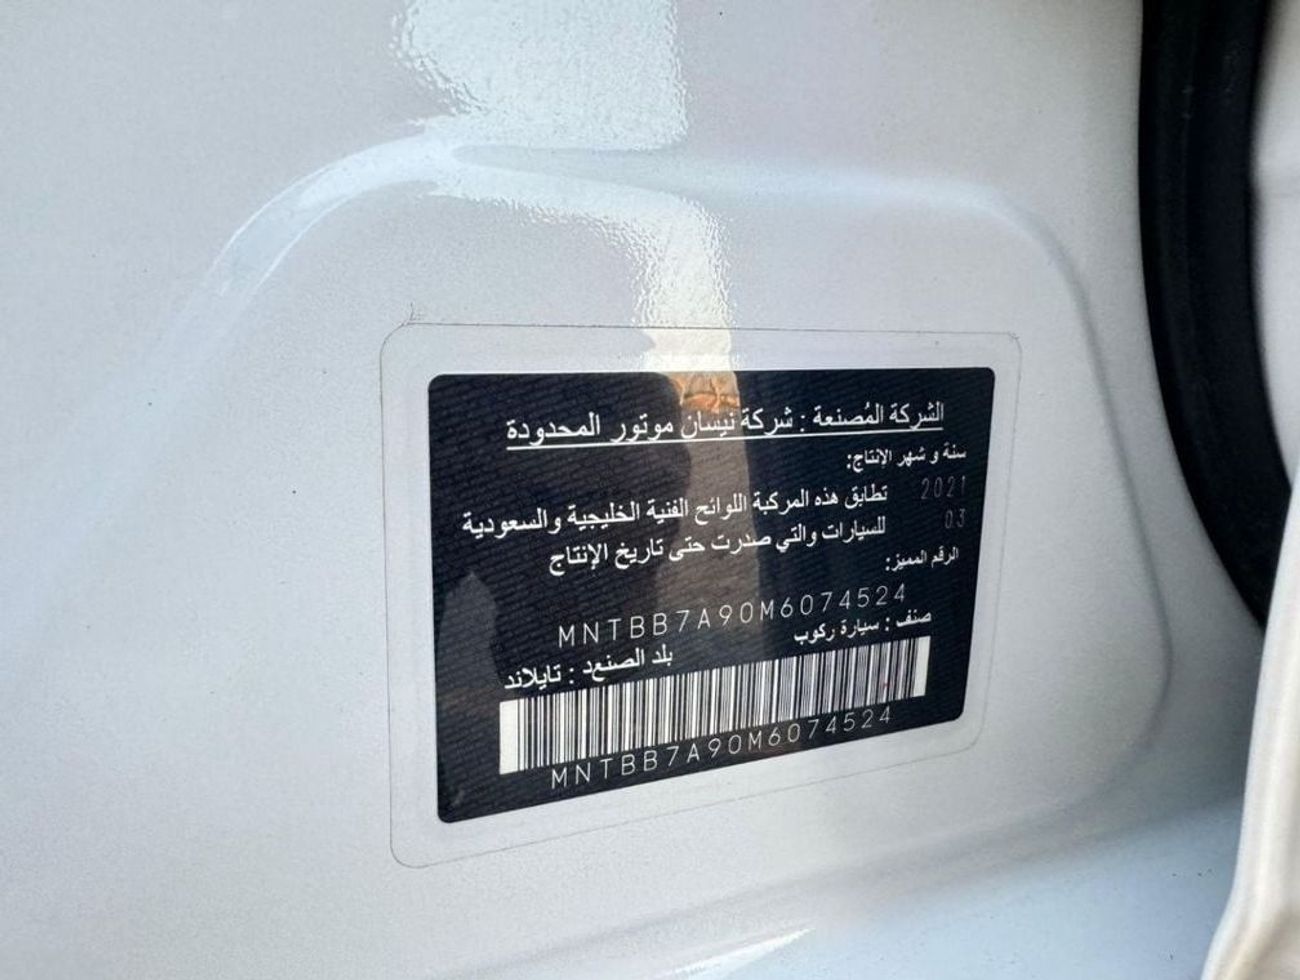 الشركة المُصنعة : شركة نيسان موتور المحدودة
سنة و شهر الإنتاج:
2021 تطابق هذه المركبة اللوائح الفنية الخليجية والسعودية
03 للسيارات والتي صدرت حتى تاريخ الإنتاج
الرقم المميز:
MNTBB7A90M6074524
صنف : سيارة ركوب
بلد الصنع : تايلاند
MNTBB7A90M6074524